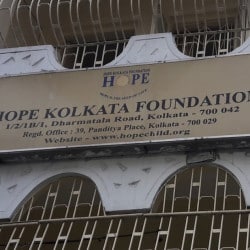 HOPE
HOPE KOLKATA FOUNDATION
1/2/1B/1, Dharmatala Road, Kolkata - 700 042
Regd. Office : 39, Panditya Place, Kolkata - 700 029
Website - www.hopechild.org